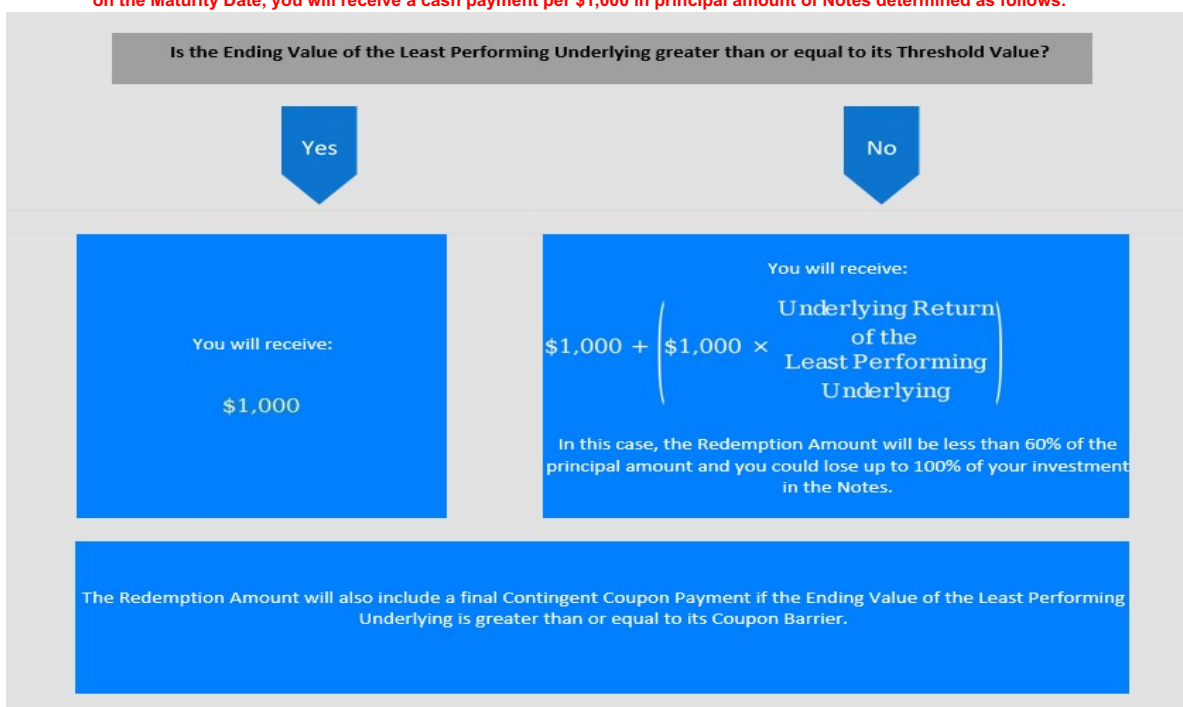 on the Maturity Date, you will receive a cash payment per $1,000 in principal amount of Notes determined as follows:
Is the Ending Value of the Least Performing Underlying greater than or equal to its Threshold Value?
Yes
No
You will receive:
$1,000
You will receive:
$1,000 + ($1,000 × Underlying Return
of the
Least Performing
Underlying)
In this case, the Redemption Amount will be less than 60% of the
principal amount and you could lose up to 100% of your investment
in the Notes.
The Redemption Amount will also include a final Contingent Coupon Payment if the Ending Value of the Least Performing
Underlying is greater than or equal to its Coupon Barrier.